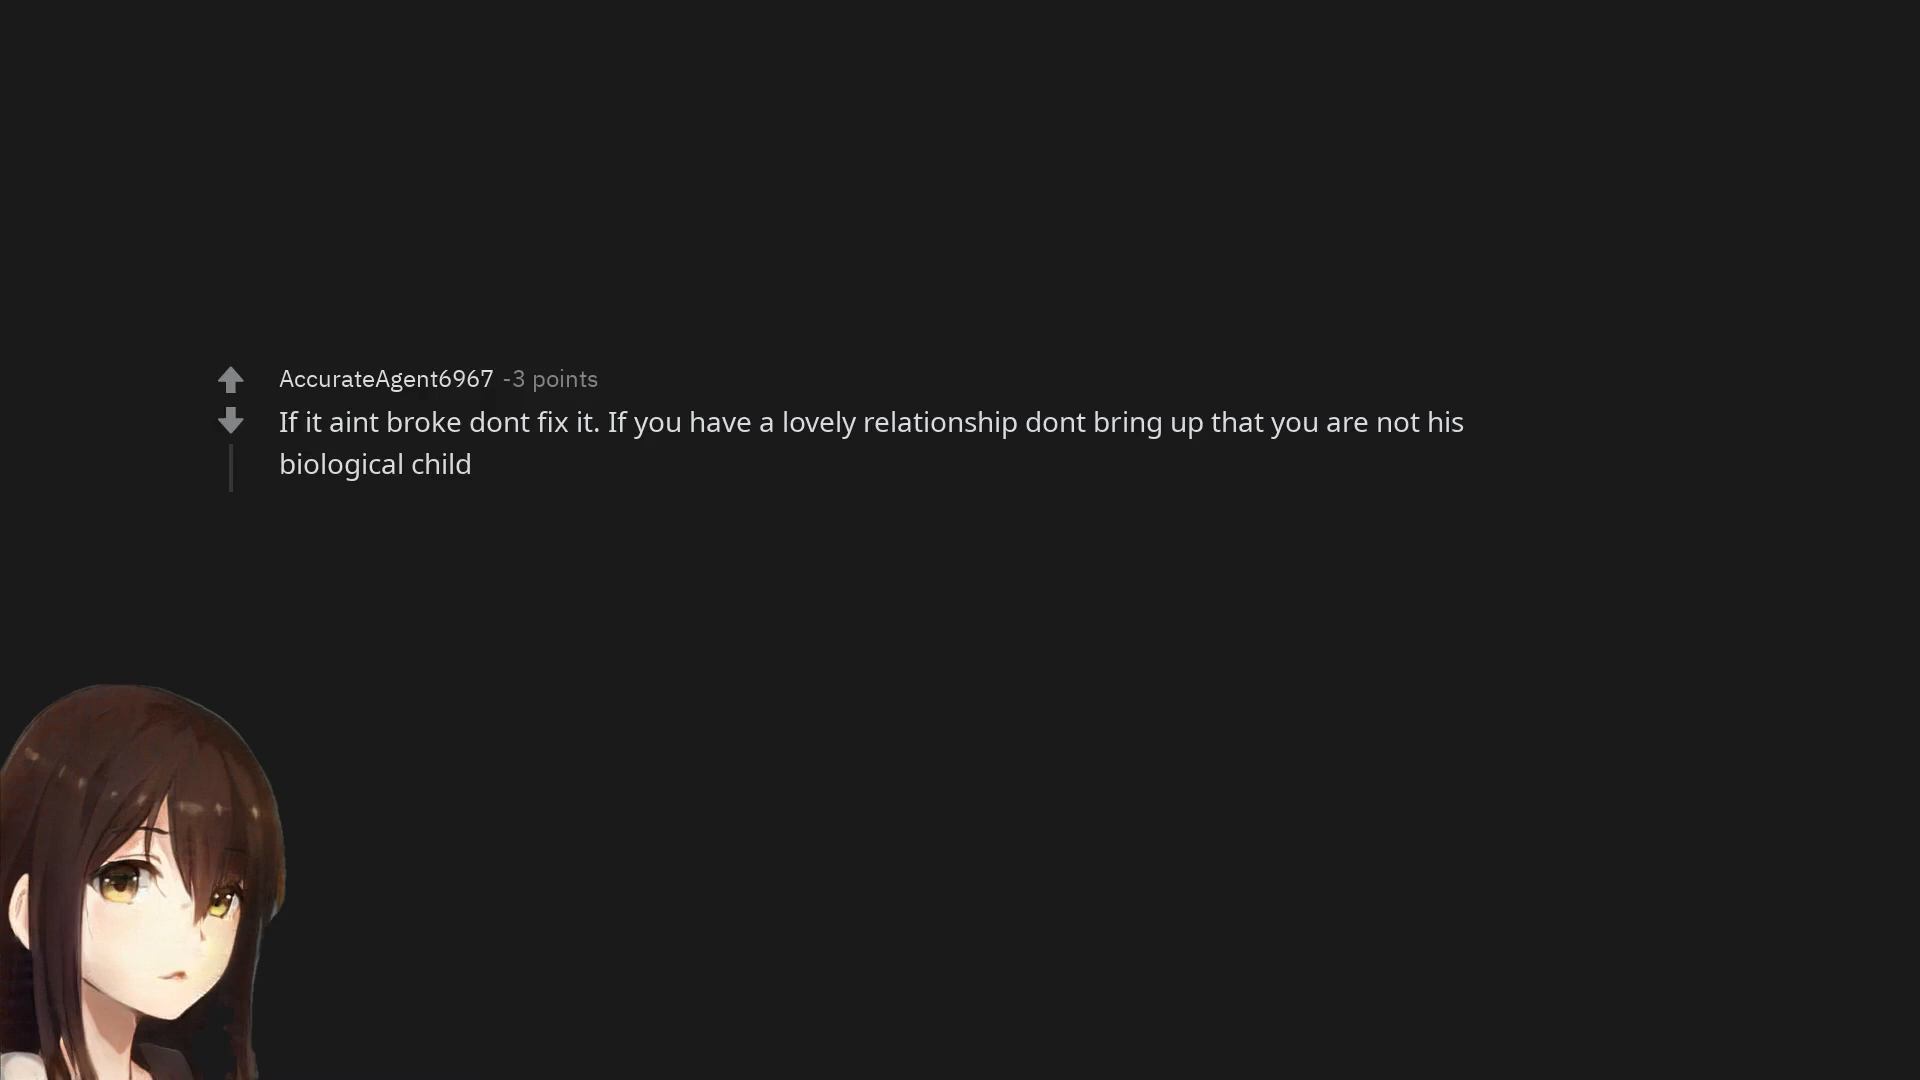 AccurateAgent6967 -3 points
If it aint broke dont fix it. If you have a lovely relationship dont bring up that you are not his
biological child